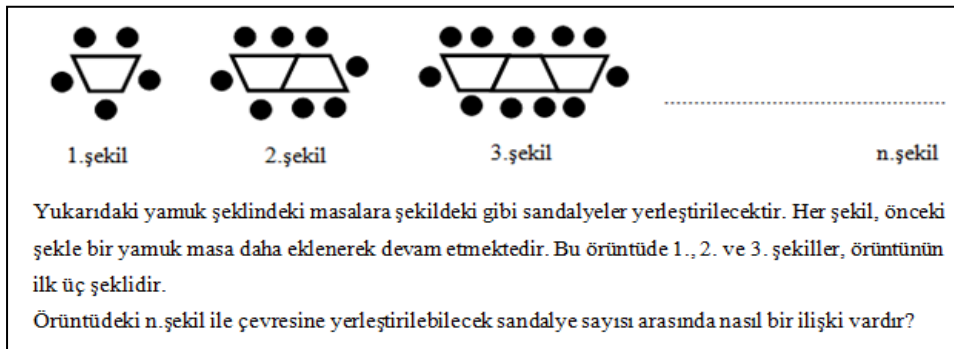 1.şekil 2.şekil 3.şekil n.şekil
Yukarıdaki yamuk şeklindeki masalara şekildeki gibi sandalyeler yerleştirilecektir. Her şekil, önceki
şekle bir yamuk masa daha eklenerek devam etmektedir. Bu örüntüde 1., 2. ve 3. şekiller, örüntünün
ilk üç şeklidir.
Örüntüdeki n.şekil ile çevresine yerleştirilebilecek sandalye sayısı arasında nasıl bir ilişki vardır?